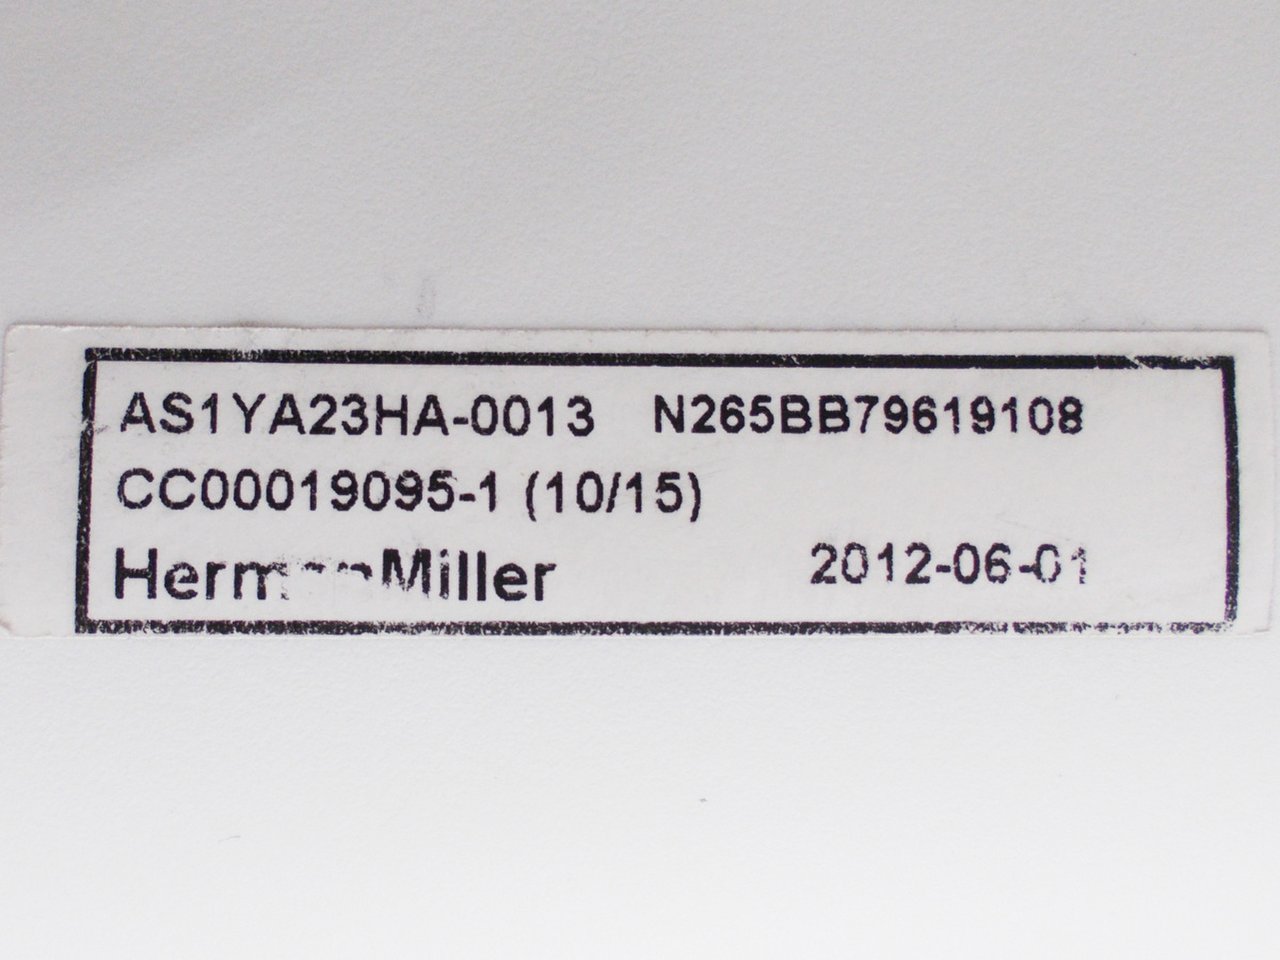 AS1YA23HA-0013 N265BB79619108
CC00019095-1 (10/15)
HermanMiller 2012-06-01